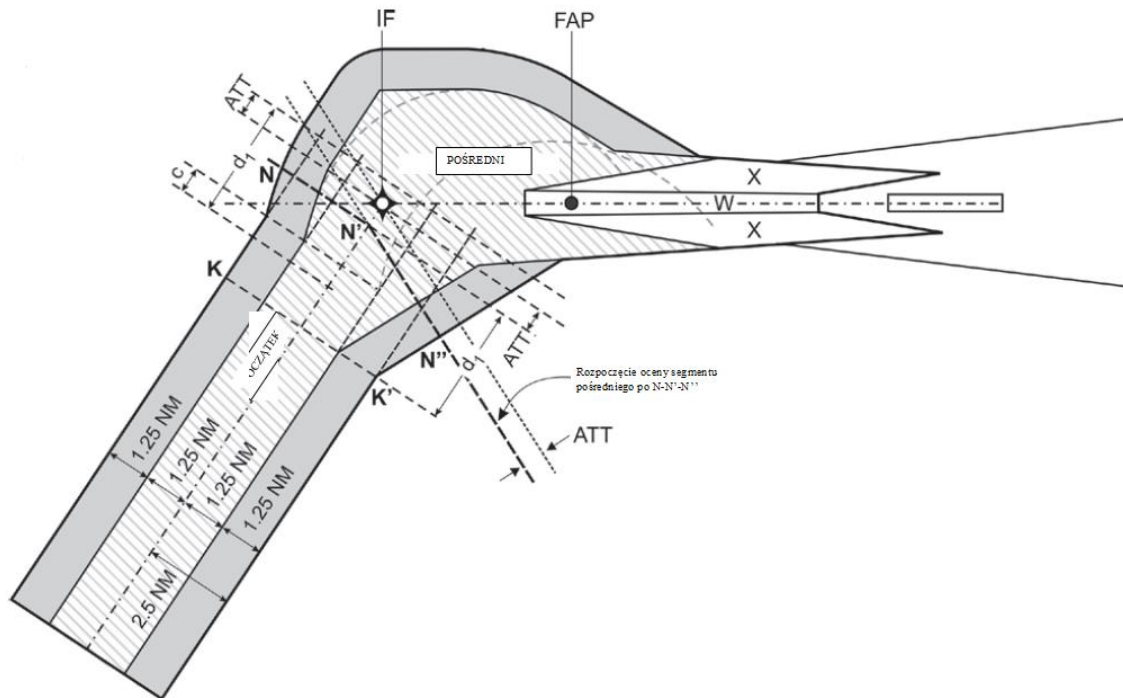 IF
FAP
ATT
d₁
c
N
POŚREDNI
X
W
X
N'
K
OCZĄTEK
N''
ATT
d₁
K'
Rozpoczęcie oceny segmentu
pośredniego po N-N'-N''
ATT
1.25 NM
1.25 NM
1.25 NM
1.25 NM
2.5 NM